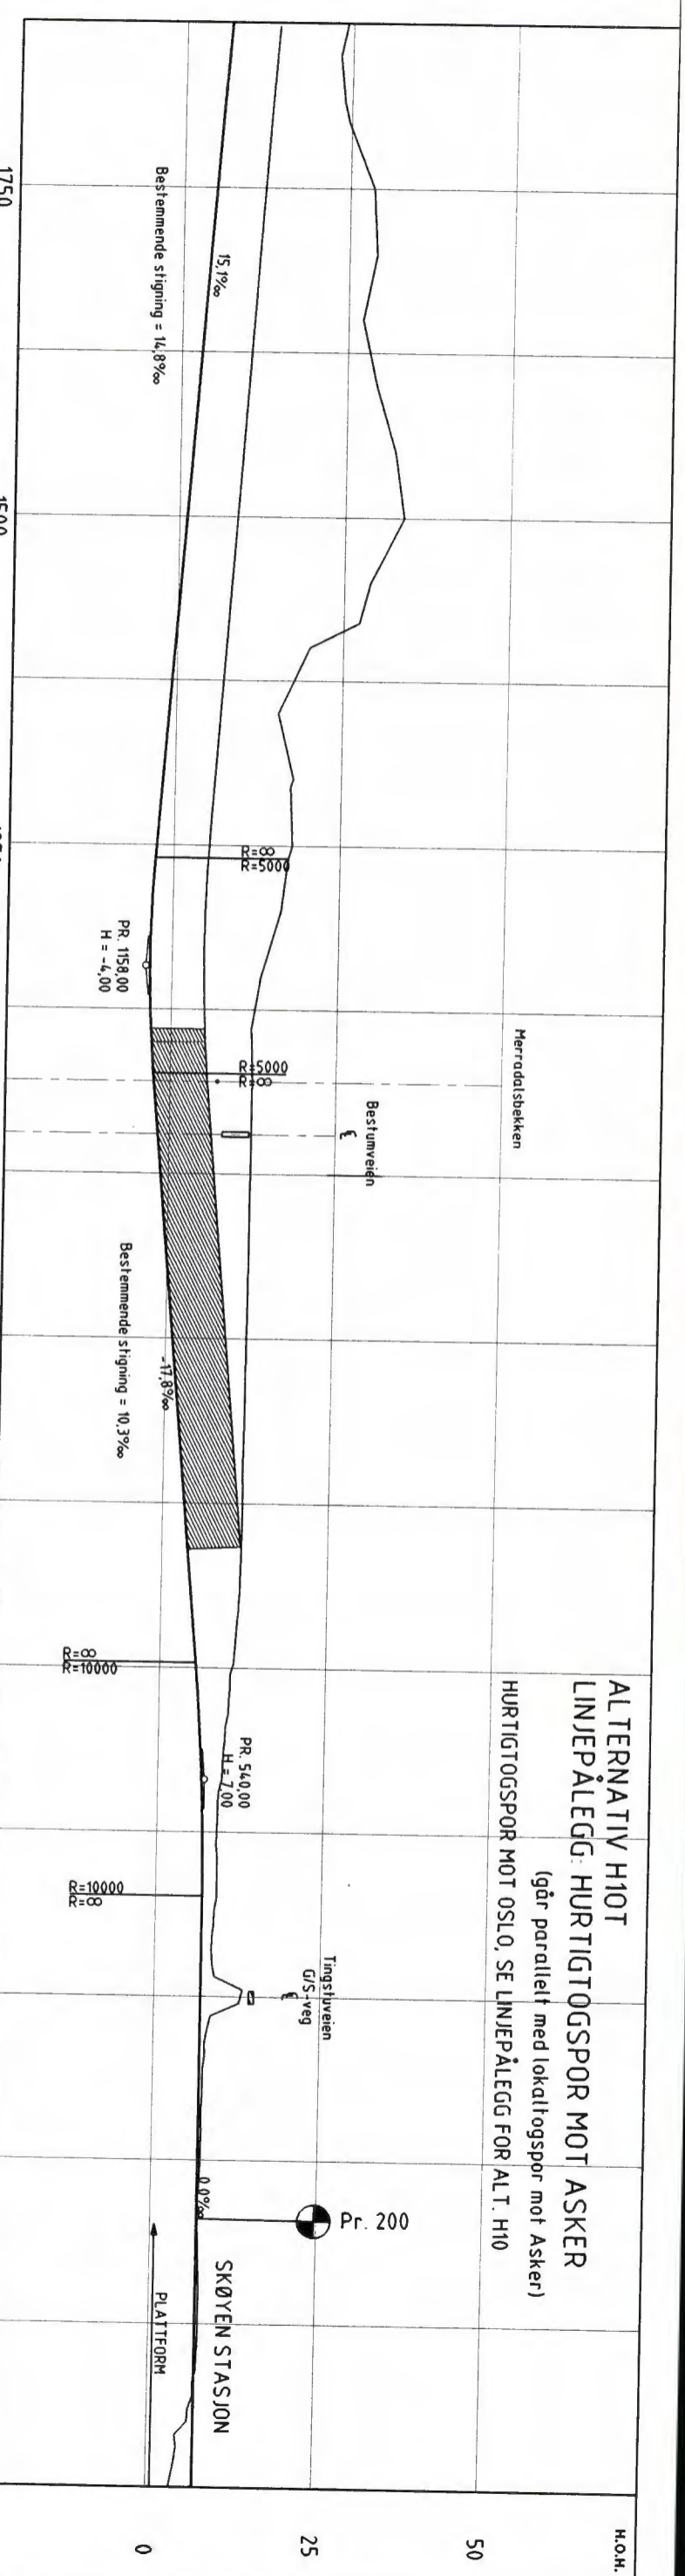 ALTERNATIV H10T
LINJEPÅLEGG: HURTIGTOGSPOR MOT ASKER
(går parallelt med lokaltogspor mot Asker)
HURTIGTOGSPOR MOT OSLO, SE LINJEPÅLEGG FOR ALT. H10
H.O.H.
50
25
0
Merradalsbekken
Bestumveien
Tingstuveien
G/S-veg
Pr. 200
SKØYEN STASJON
PLATTFORM
0,0‰
R=10000
R=∞
PR. 540,00
H = 7,00
R=∞
R=10000
-17,8‰
Bestemmende stigning = 10,3‰
R=5000
R=∞
PR. 1158,00
H = -4,00
R=∞
R=5000
15,1‰
Bestemmende stigning = 14,8‰
1750
1500